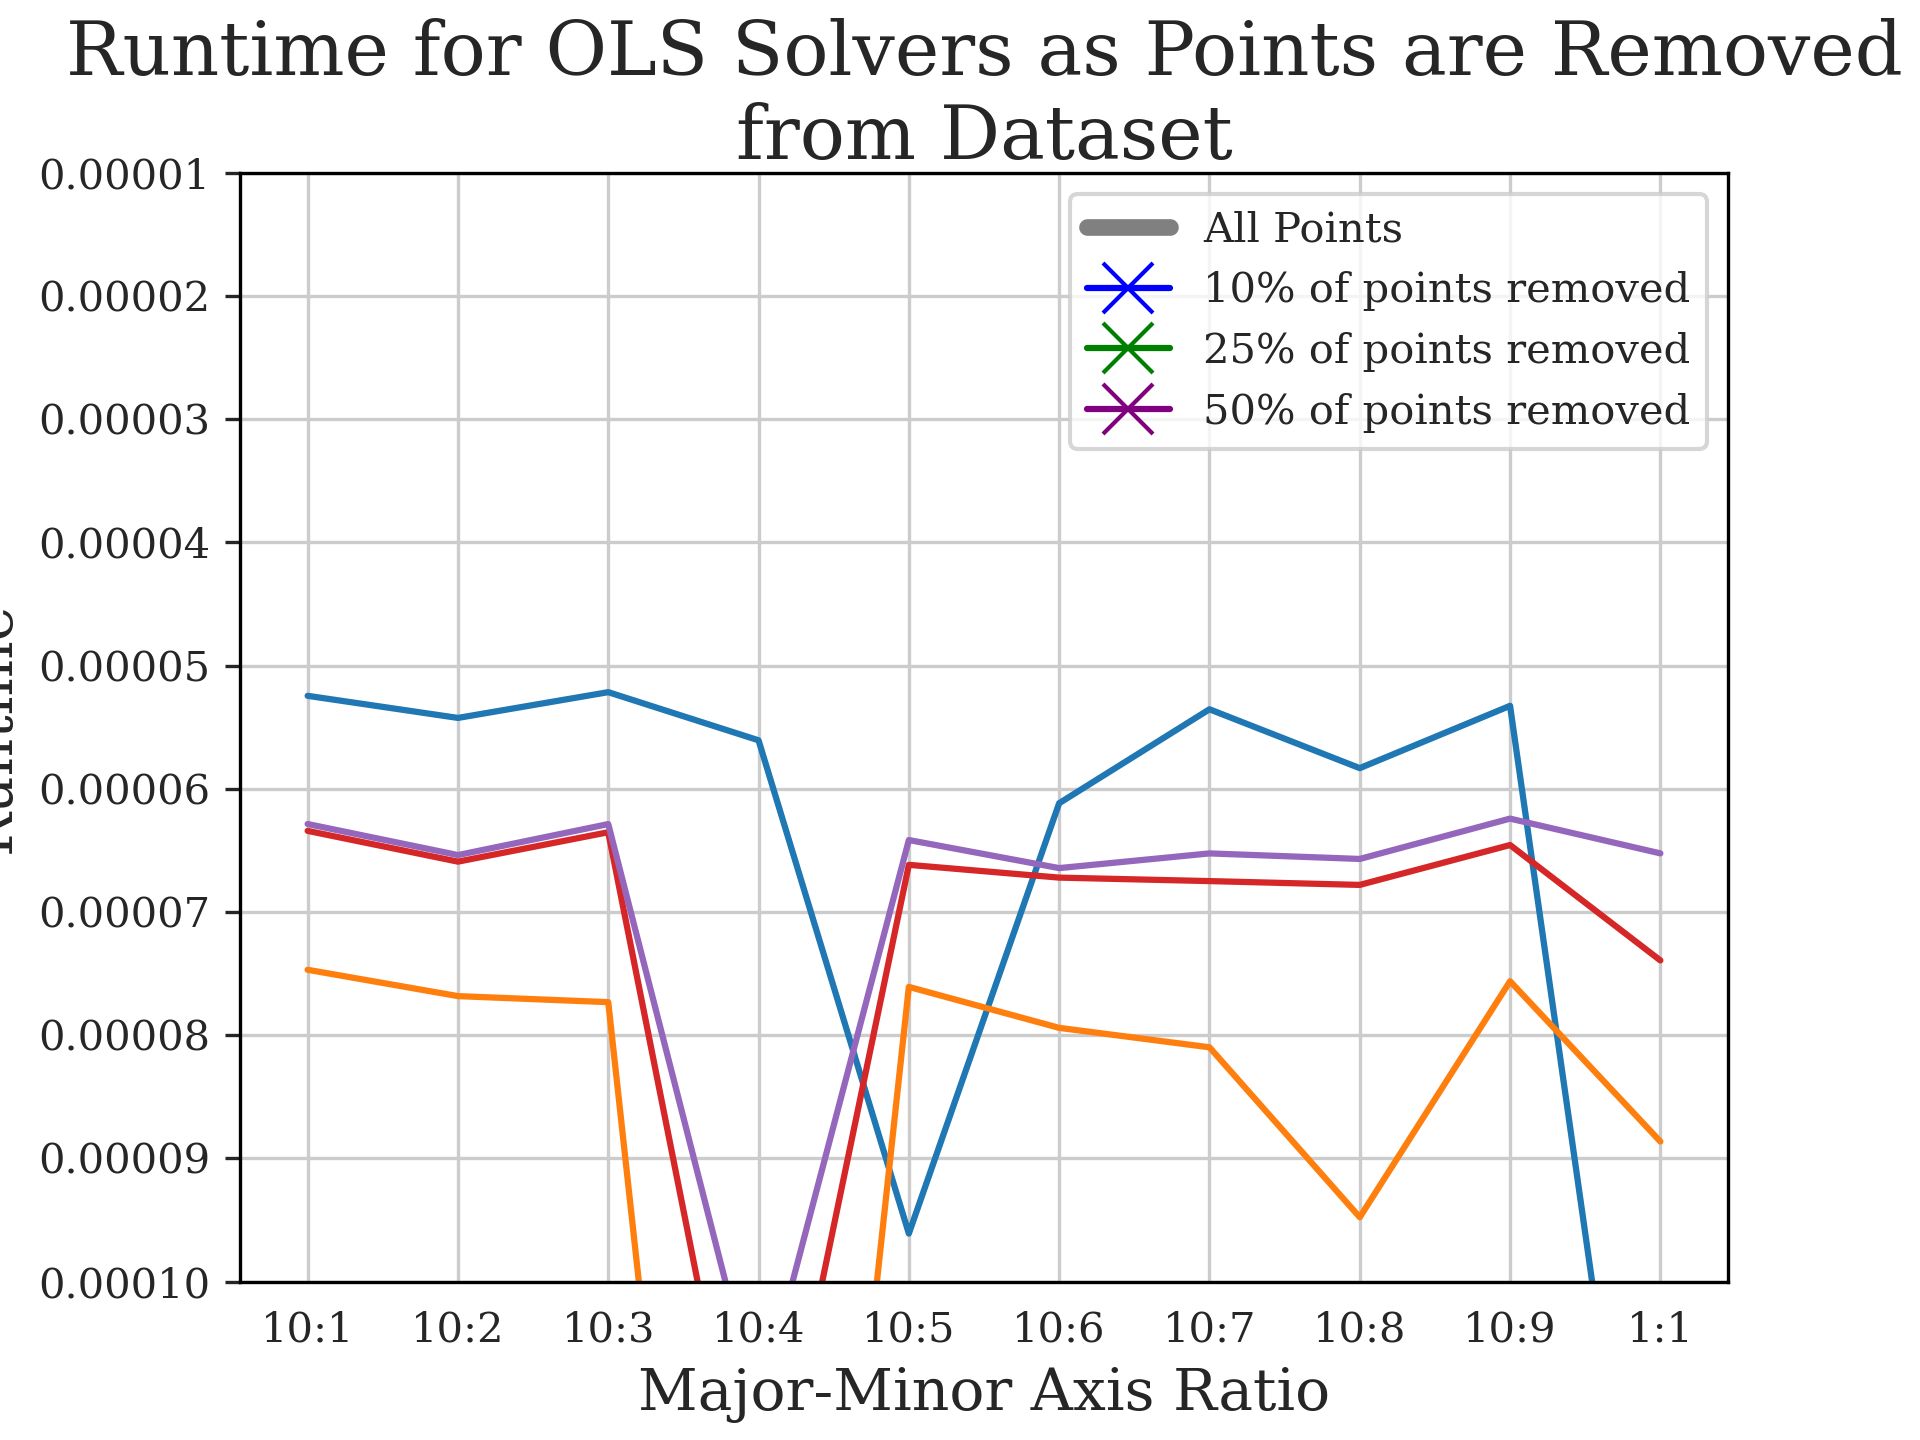 Runtime for OLS Solvers as Points are Removed
from Dataset
0.00001
0.00002
0.00003
0.00004
0.00005
0.00006
0.00007
0.00008
0.00009
0.00010
Runtime
All Points
10% of points removed
25% of points removed
50% of points removed
10:1 10:2 10:3 10:4 10:5 10:6 10:7 10:8 10:9 1:1
Major-Minor Axis Ratio